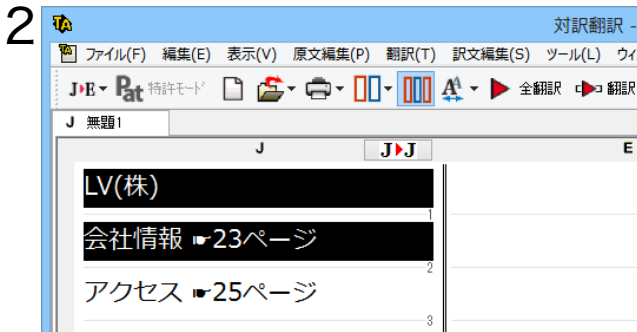 2
対訳翻訳 -
ファイル(F) 編集(E) 表示(V) 原文編集(P) 翻訳(T) 訳文編集(S) ツール(L) ウィ
J▸E Pat 特許モード A 全翻訳 翻訳
J 無題1
J J▸J E
LV(株)
1
会社情報 ☛23ページ
2
アクセス ☛25ページ
3